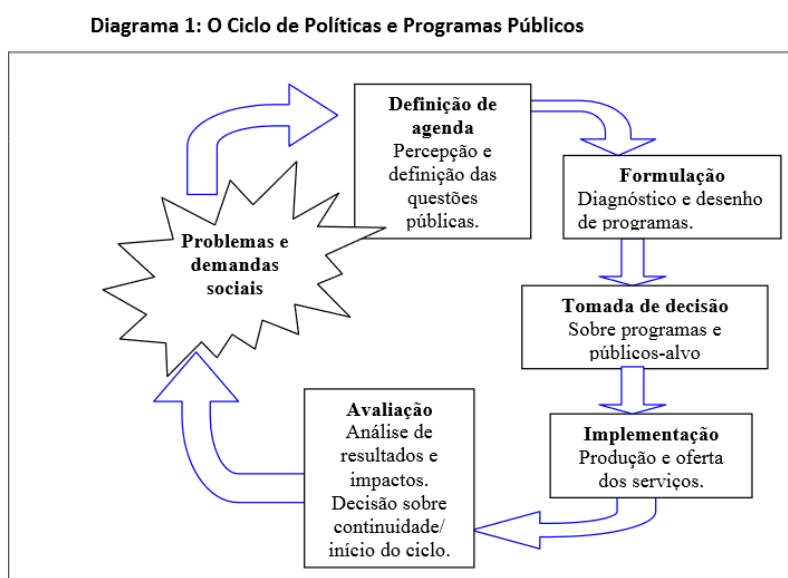 Diagrama 1: O Ciclo de Políticas e Programas Públicos
Definição de
agenda
Percepção e
definição das
questões
públicas.
Formulação
Diagnóstico e desenho
de programas.
Problemas e
demandas
sociais
Tomada de decisão
Sobre programas e
públicos-alvo
Avaliação
Análise de
resultados e
impactos.
Decisão sobre
continuidade/
início do ciclo.
Implementação
Produção e oferta
dos serviços.